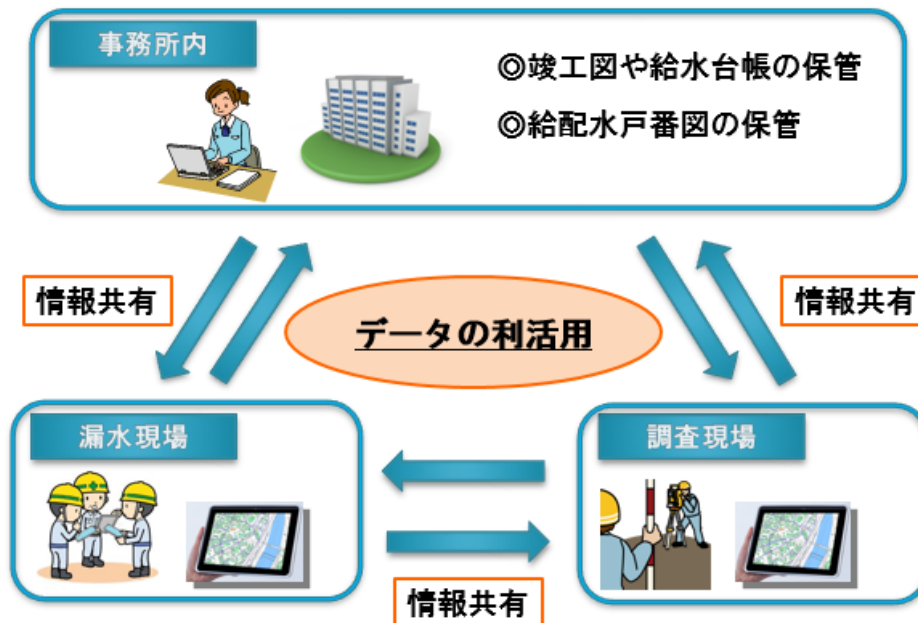 事務所内
◎竣工図や給水台帳の保管
◎給配水戸番図の保管
情報共有
データの利活用
情報共有
漏水現場
調査現場
情報共有